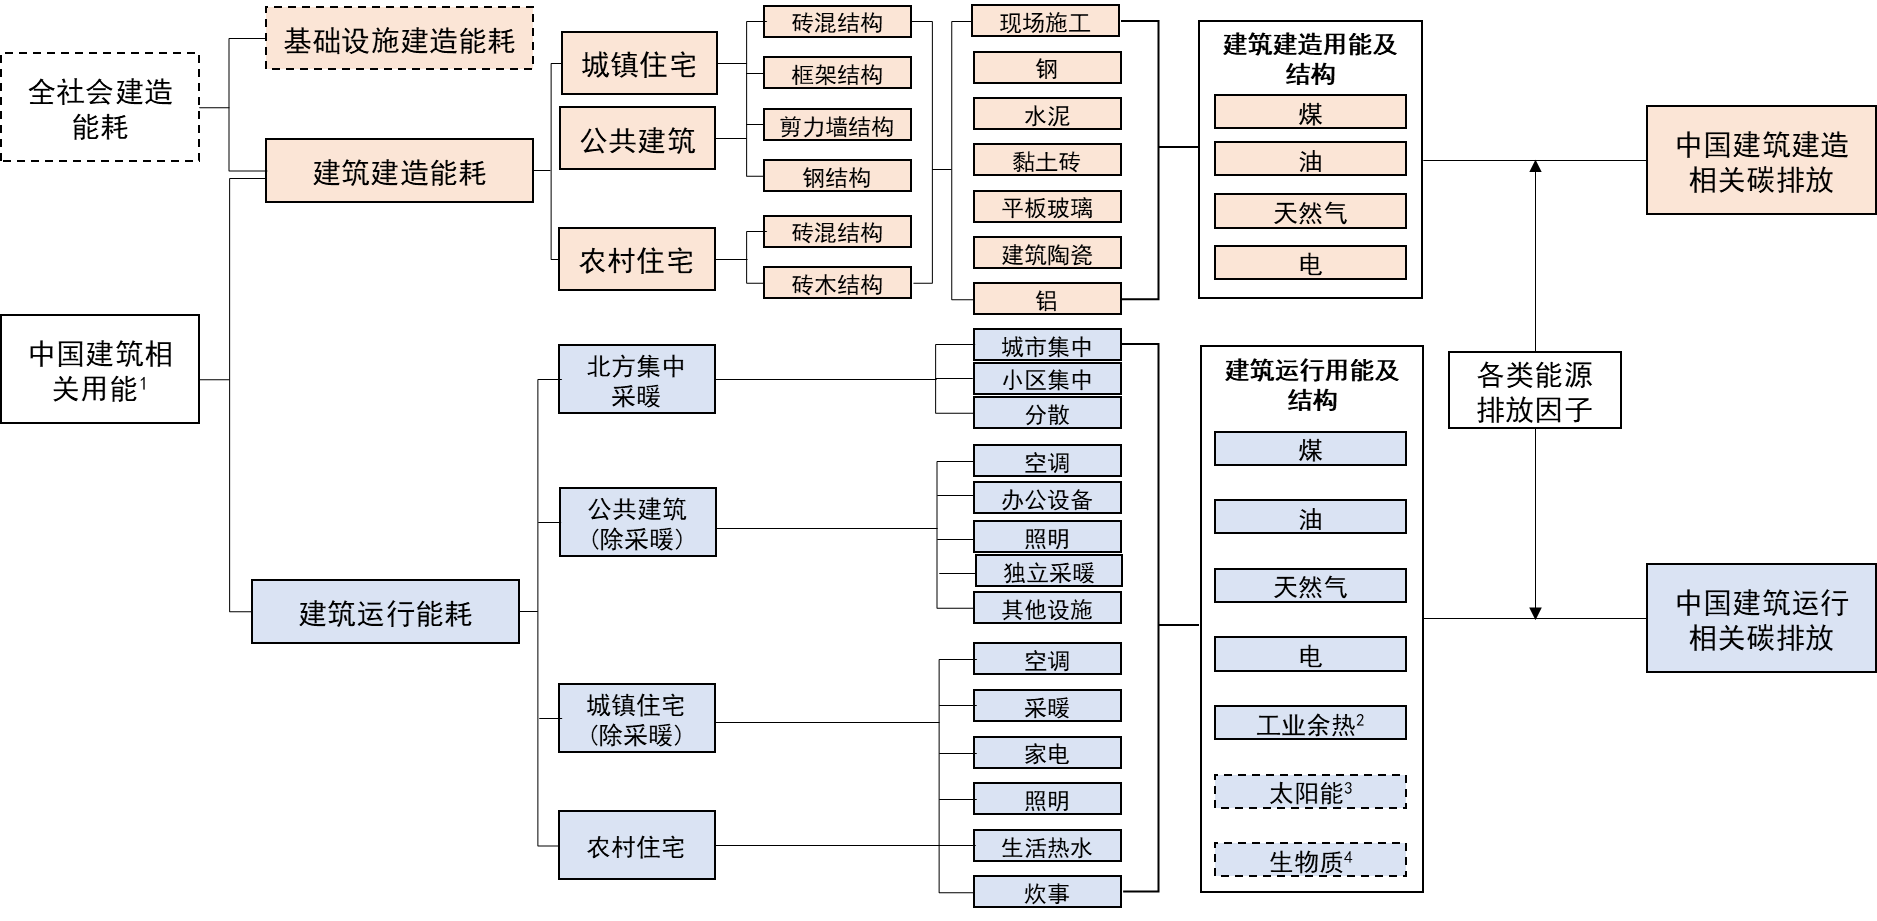 全社会建造
能耗
基础设施建造能耗
建筑建造能耗
中国建筑相
关用能1
建筑运行能耗
城镇住宅
公共建筑
农村住宅
砖混结构
框架结构
剪力墙结构
钢结构
砖混结构
砖木结构
现场施工
钢
水泥
黏土砖
平板玻璃
建筑陶瓷
铝
建筑建造用能及
结构
煤
油
天然气
电
中国建筑建造
相关碳排放
北方集中
采暖
公共建筑
（除采暖）
城镇住宅
（除采暖）
农村住宅
城市集中
小区集中
分散
空调
办公设备
照明
独立采暖
其他设施
空调
采暖
家电
照明
生活热水
炊事
建筑运行用能及
结构
煤
油
天然气
电
工业余热2
太阳能3
生物质4
各类能源
排放因子
中国建筑运行
相关碳排放